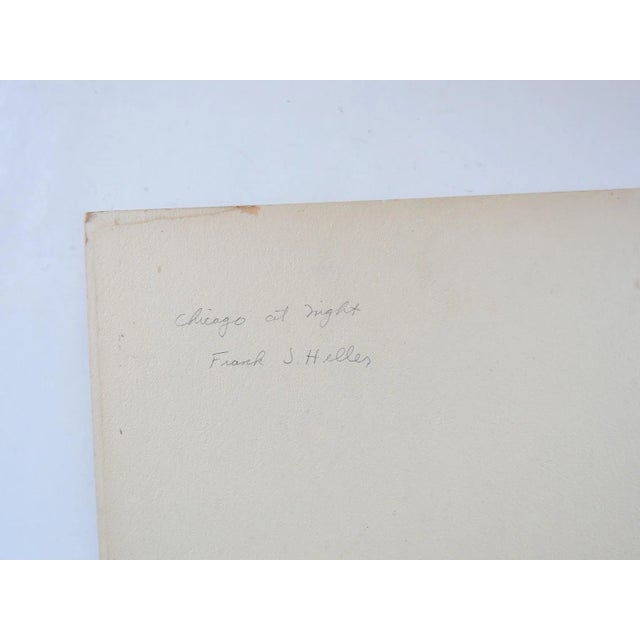 Chicago at night
Frank S. Heller